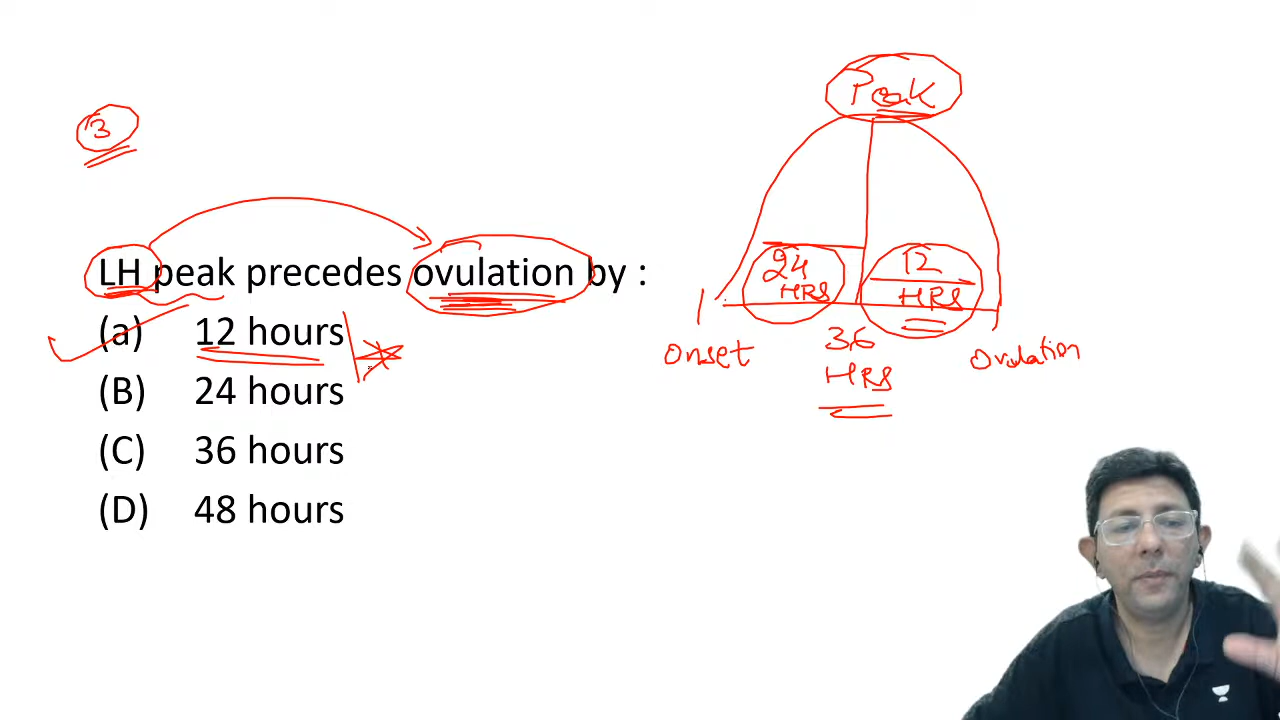 3
LH peak precedes ovulation by :
(a) 12 hours
(B) 24 hours
(C) 36 hours
(D) 48 hours
Peak
24 HRS
12 HRS
Onset
36 HRS
Ovulation